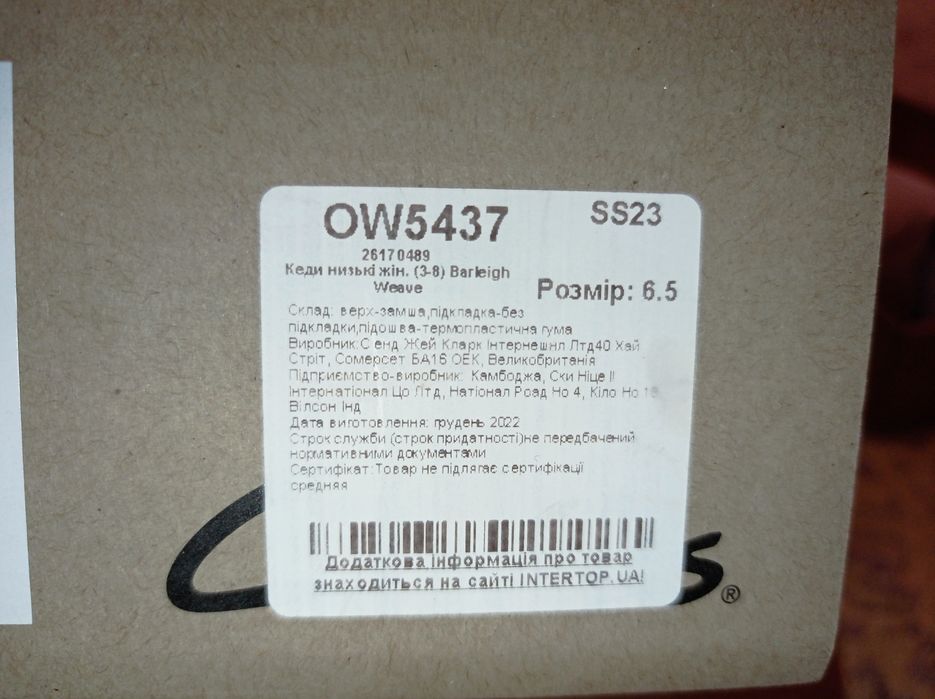 OW5437
SS23
26170489
Кеди низькі жін. (3-8) Barleigh
Weave
Розмір: 6.5
Склад: верх-замша,підкладка-без
підкладки,підошва-термопластична гума
Виробник:С енд Жей Кларк Інтернешнл Лтд40 Хай
Стріт, Сомерсет БА16 0ЕК, Великобританія
Підприємство-виробник: Камбоджа, Ски Ніце ІІ
Інтернатіонал Цо Лтд, Натіонал Роад Но 4, Кіло Но 18
Вілсон Інд
Дата виготовлення: грудень 2022
Строк служби (строк придатності)не передбачений
нормативними документами
Сертифікат:Товар не підлягає сертифікації
средняя
Додаткова інформація про товар
знаходиться на сайті INTERTOP.UA!
®